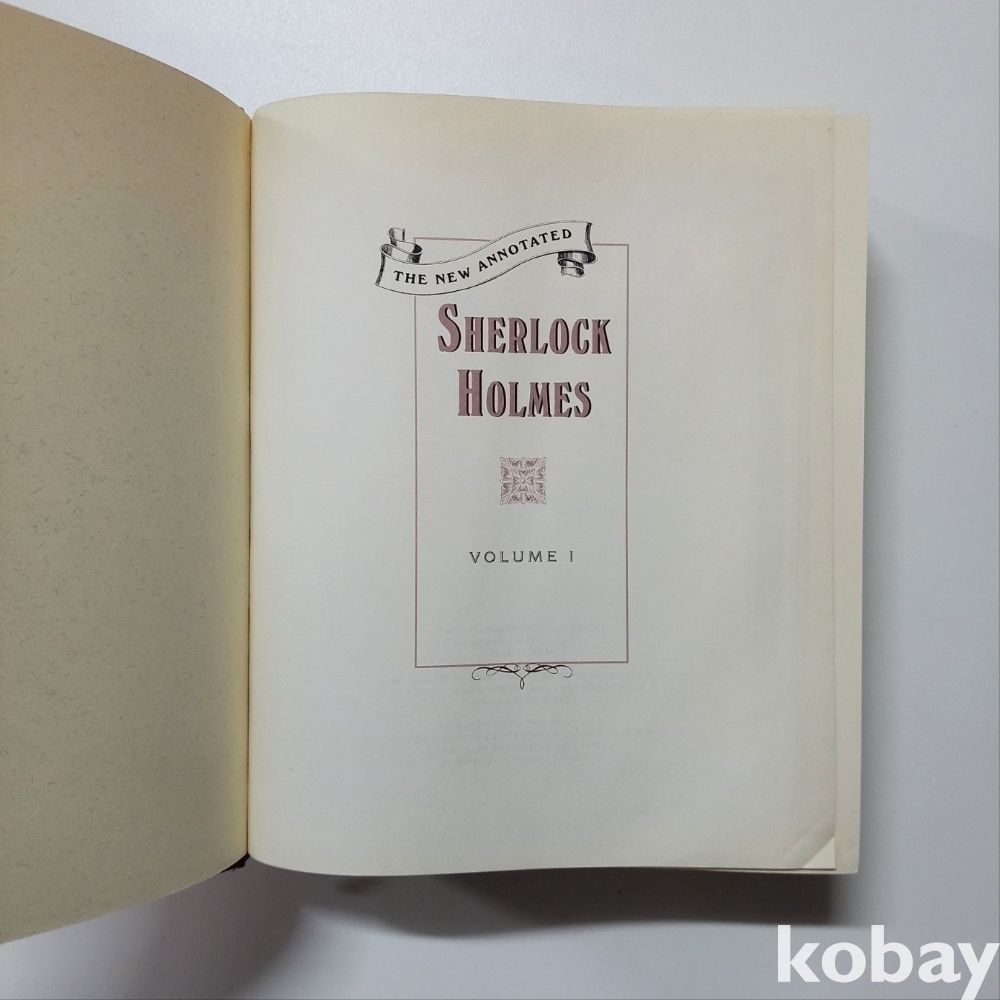 THE NEW ANNOTATED
SHERLOCK
HOLMES
VOLUME I
kobay